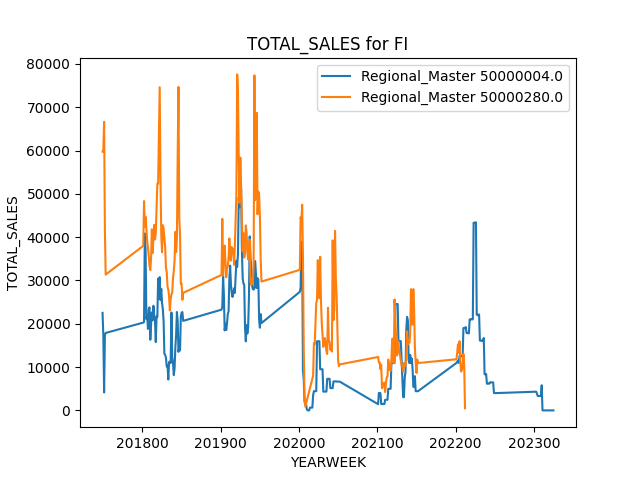 TOTAL_SALES for FI
Regional_Master 50000004.0
Regional_Master 50000280.0
TOTAL_SALES
80000
70000
60000
50000
40000
30000
20000
10000
0
201800 201900 202000 202100 202200 202300
YEARWEEK